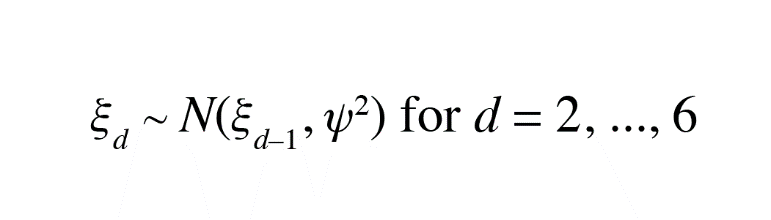 ξ_d ~ N(ξ_{d–1}, ψ²) for d = 2, ..., 6